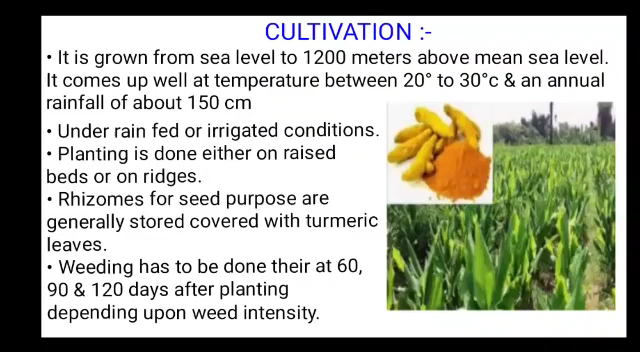 CULTIVATION :-
• It is grown from sea level to 1200 meters above mean sea level.
It comes up well at temperature between 20° to 30°c & an annual
rainfall of about 150 cm
• Under rain fed or irrigated conditions.
• Planting is done either on raised
beds or on ridges.
• Rhizomes for seed purpose are
generally stored covered with turmeric
leaves.
• Weeding has to be done their at 60,
90 & 120 days after planting
depending upon weed intensity.